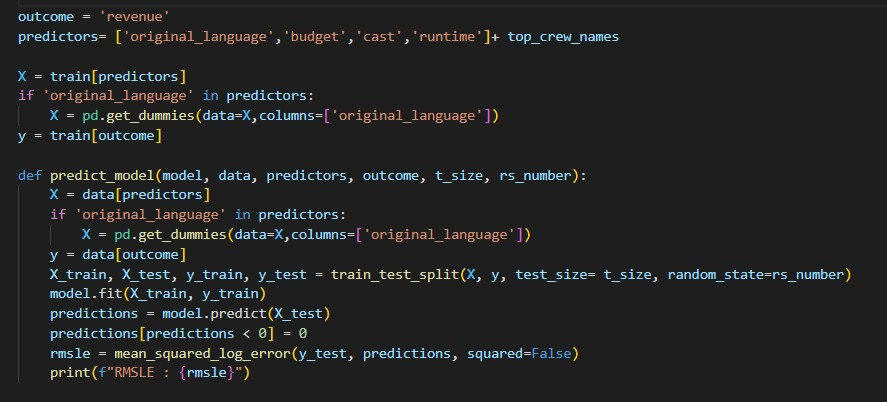 outcome = 'revenue'
predictors= ['original_language','budget','cast','runtime']+ top_crew_names
X = train[predictors]
if 'original_language' in predictors:
    X = pd.get_dummies(data=X,columns=['original_language'])
y = train[outcome]
def predict_model(model, data, predictors, outcome, t_size, rs_number):
    X = data[predictors]
    if 'original_language' in predictors:
        X = pd.get_dummies(data=X,columns=['original_language'])
    y = data[outcome]
    X_train, X_test, y_train, y_test = train_test_split(X, y, test_size= t_size, random_state=rs_number)
    model.fit(X_train, y_train)
    predictions = model.predict(X_test)
    predictions[predictions < 0] = 0
    rmsle = mean_squared_log_error(y_test, predictions, squared=False)
    print(f"RMSLE : {rmsle}")